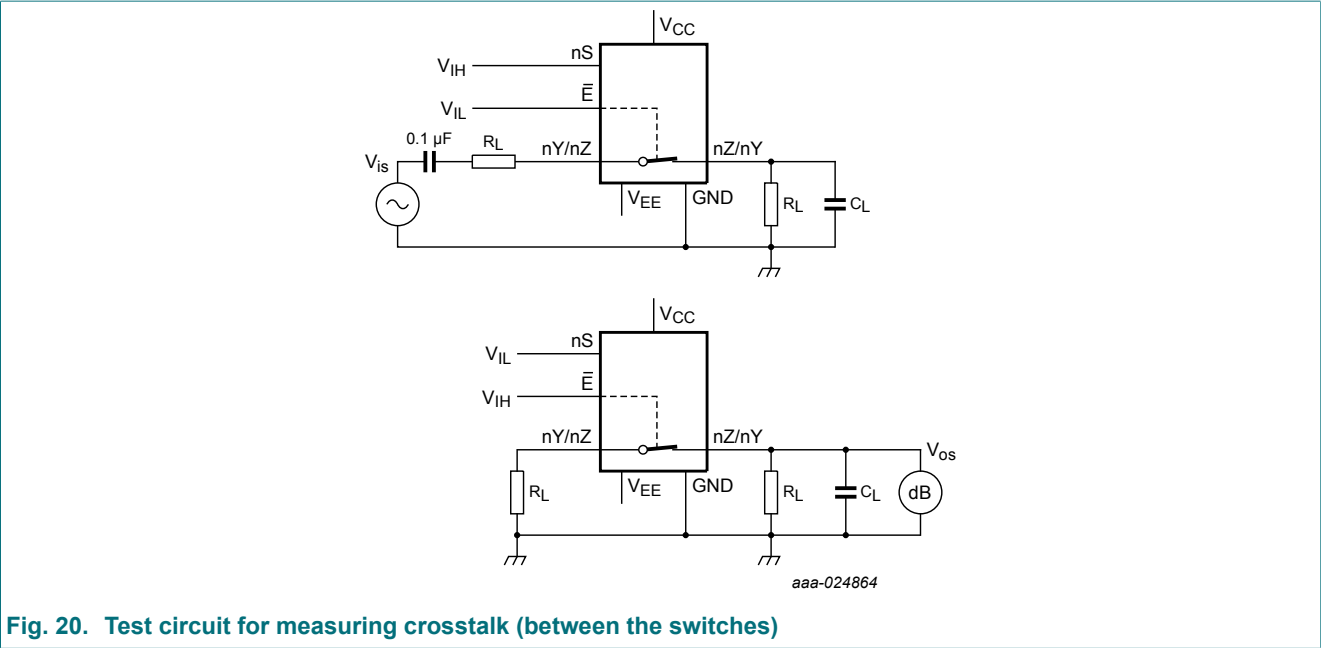 VCC
nS
VIH
Ē
VIL
0.1 µF
RL
nY/nZ
nZ/nY
Vis
VEE
GND
RL
CL
VCC
nS
VIL
Ē
VIH
nY/nZ
nZ/nY
Vos
RL
VEE
GND
RL
CL
dB
aaa-024864
Fig. 20. Test circuit for measuring crosstalk (between the switches)